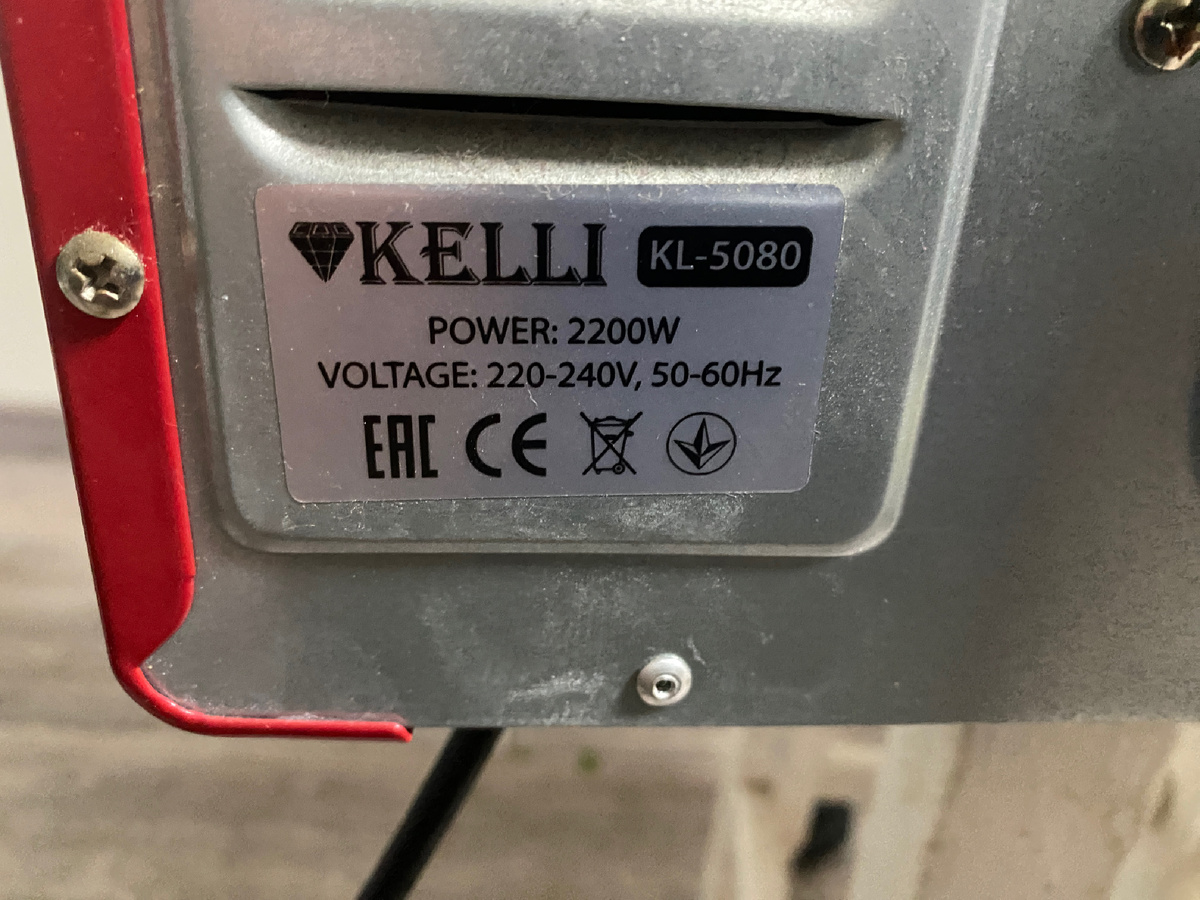 KELLI KL-5080
POWER: 2200W
VOLTAGE: 220-240V, 50-60Hz
EAC CE